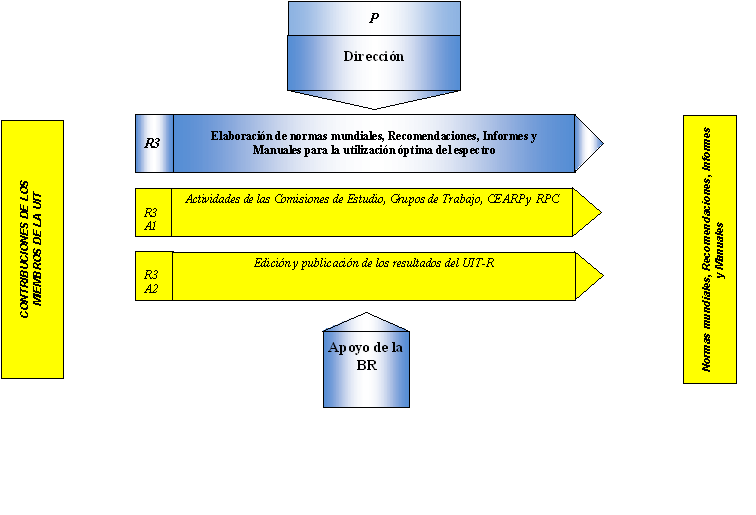 P
Dirección
CONTRIBUCIONES DE LOS
MIEMBROS DE LA UIT
R3
Elaboración de normas mundiales, Recomendaciones, Informes y
Manuales para la utilización óptima del espectro
R3
A1
Actividades de las Comisiones de Estudio, Grupos de Trabajo, CEARP y RPC
R3
A2
Edición y publicación de los resultados del UIT-R
Apoyo de la
BR
Normas mundiales, Recomendaciones, Informes
y Manuales